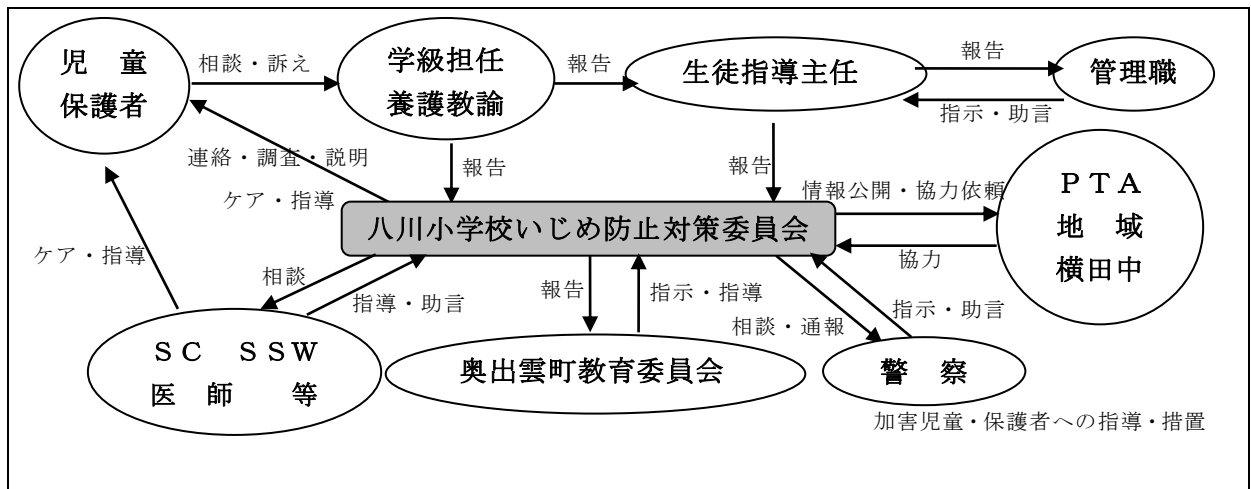 児　童
保護者
相談・訴え
学級担任
養護教諭
報告
生徒指導主任
報告
管理職
指示・助言
連絡・調査・説明
ケア・指導
報告
報告
情報公開・協力依頼
ＰＴＡ
地　域
横田中
八川小学校いじめ防止対策委員会
協力
ケア・指導
相談
指導・助言
報告
指示・指導
相談・通報
指示・助言
ＳＣ　ＳＳＷ
医　師　　等
奥出雲町教育委員会
警　察
加害児童・保護者への指導・措置